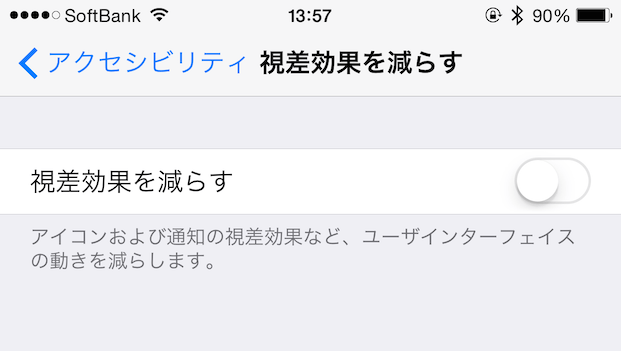 SoftBank 13:57 90%
アクセシビリティ 視差効果を減らす
視差効果を減らす
アイコンおよび通知の視差効果など、ユーザインターフェイス
の動きを減らします。